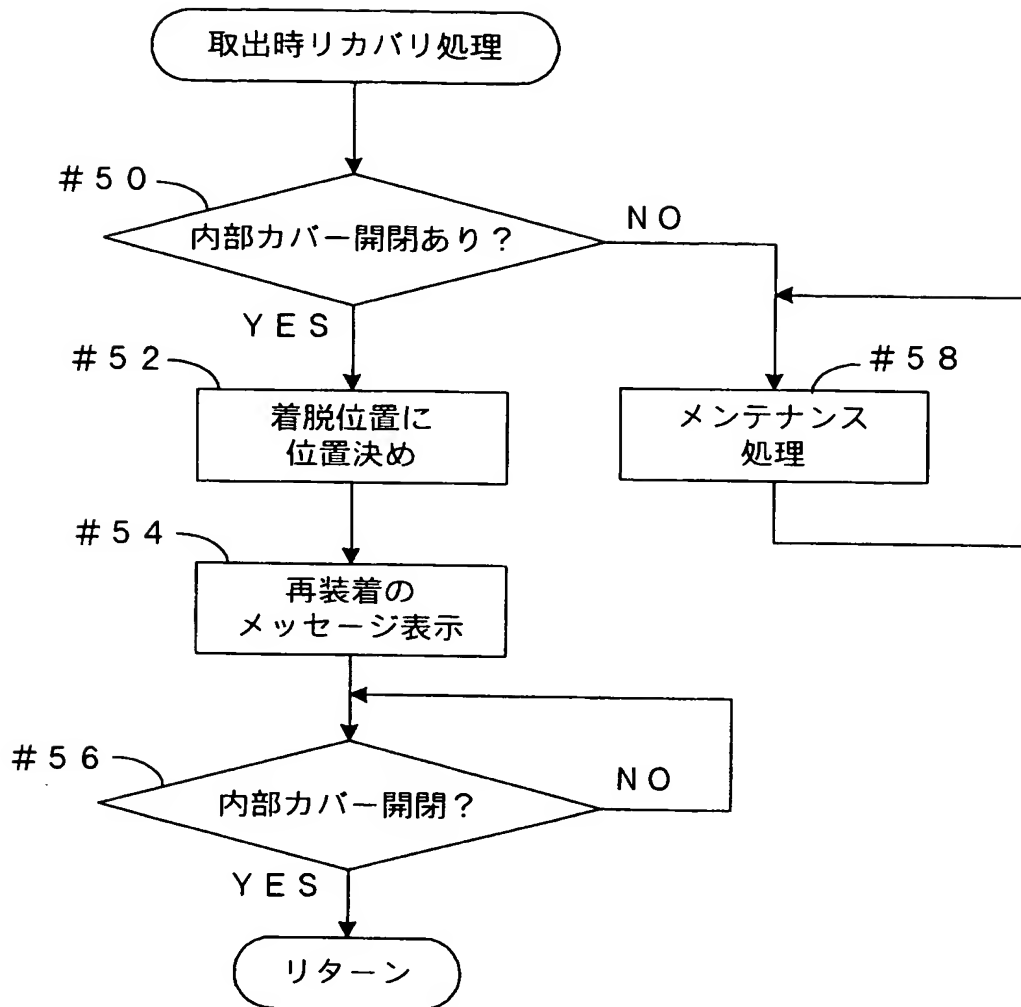 取出時リカバリ処理
#50
内部カバー開閉あり?
NO
YES
#52
着脱位置に
位置決め
#58
メンテナンス
処理
#54
再装着の
メッセージ表示
#56
内部カバー開閉?
NO
YES
リターン